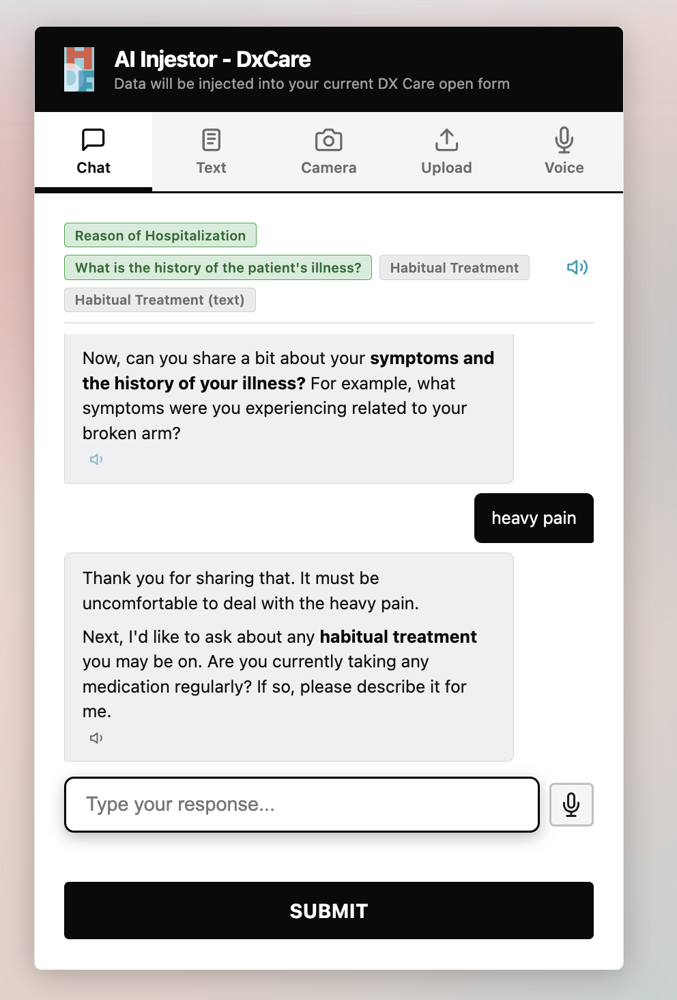 AI Injestor - DxCare
Data will be injected into your current DX Care open form
Chat
Text
Camera
Upload
Voice
Reason of Hospitalization
What is the history of the patient's illness?
Habitual Treatment
Habitual Treatment (text)
Now, can you share a bit about your symptoms and
the history of your illness? For example, what
symptoms were you experiencing related to your
broken arm?
heavy pain
Thank you for sharing that. It must be
uncomfortable to deal with the heavy pain.
Next, I'd like to ask about any habitual treatment
you may be on. Are you currently taking any
medication regularly? If so, please describe it for
me.
Type your response...
SUBMIT